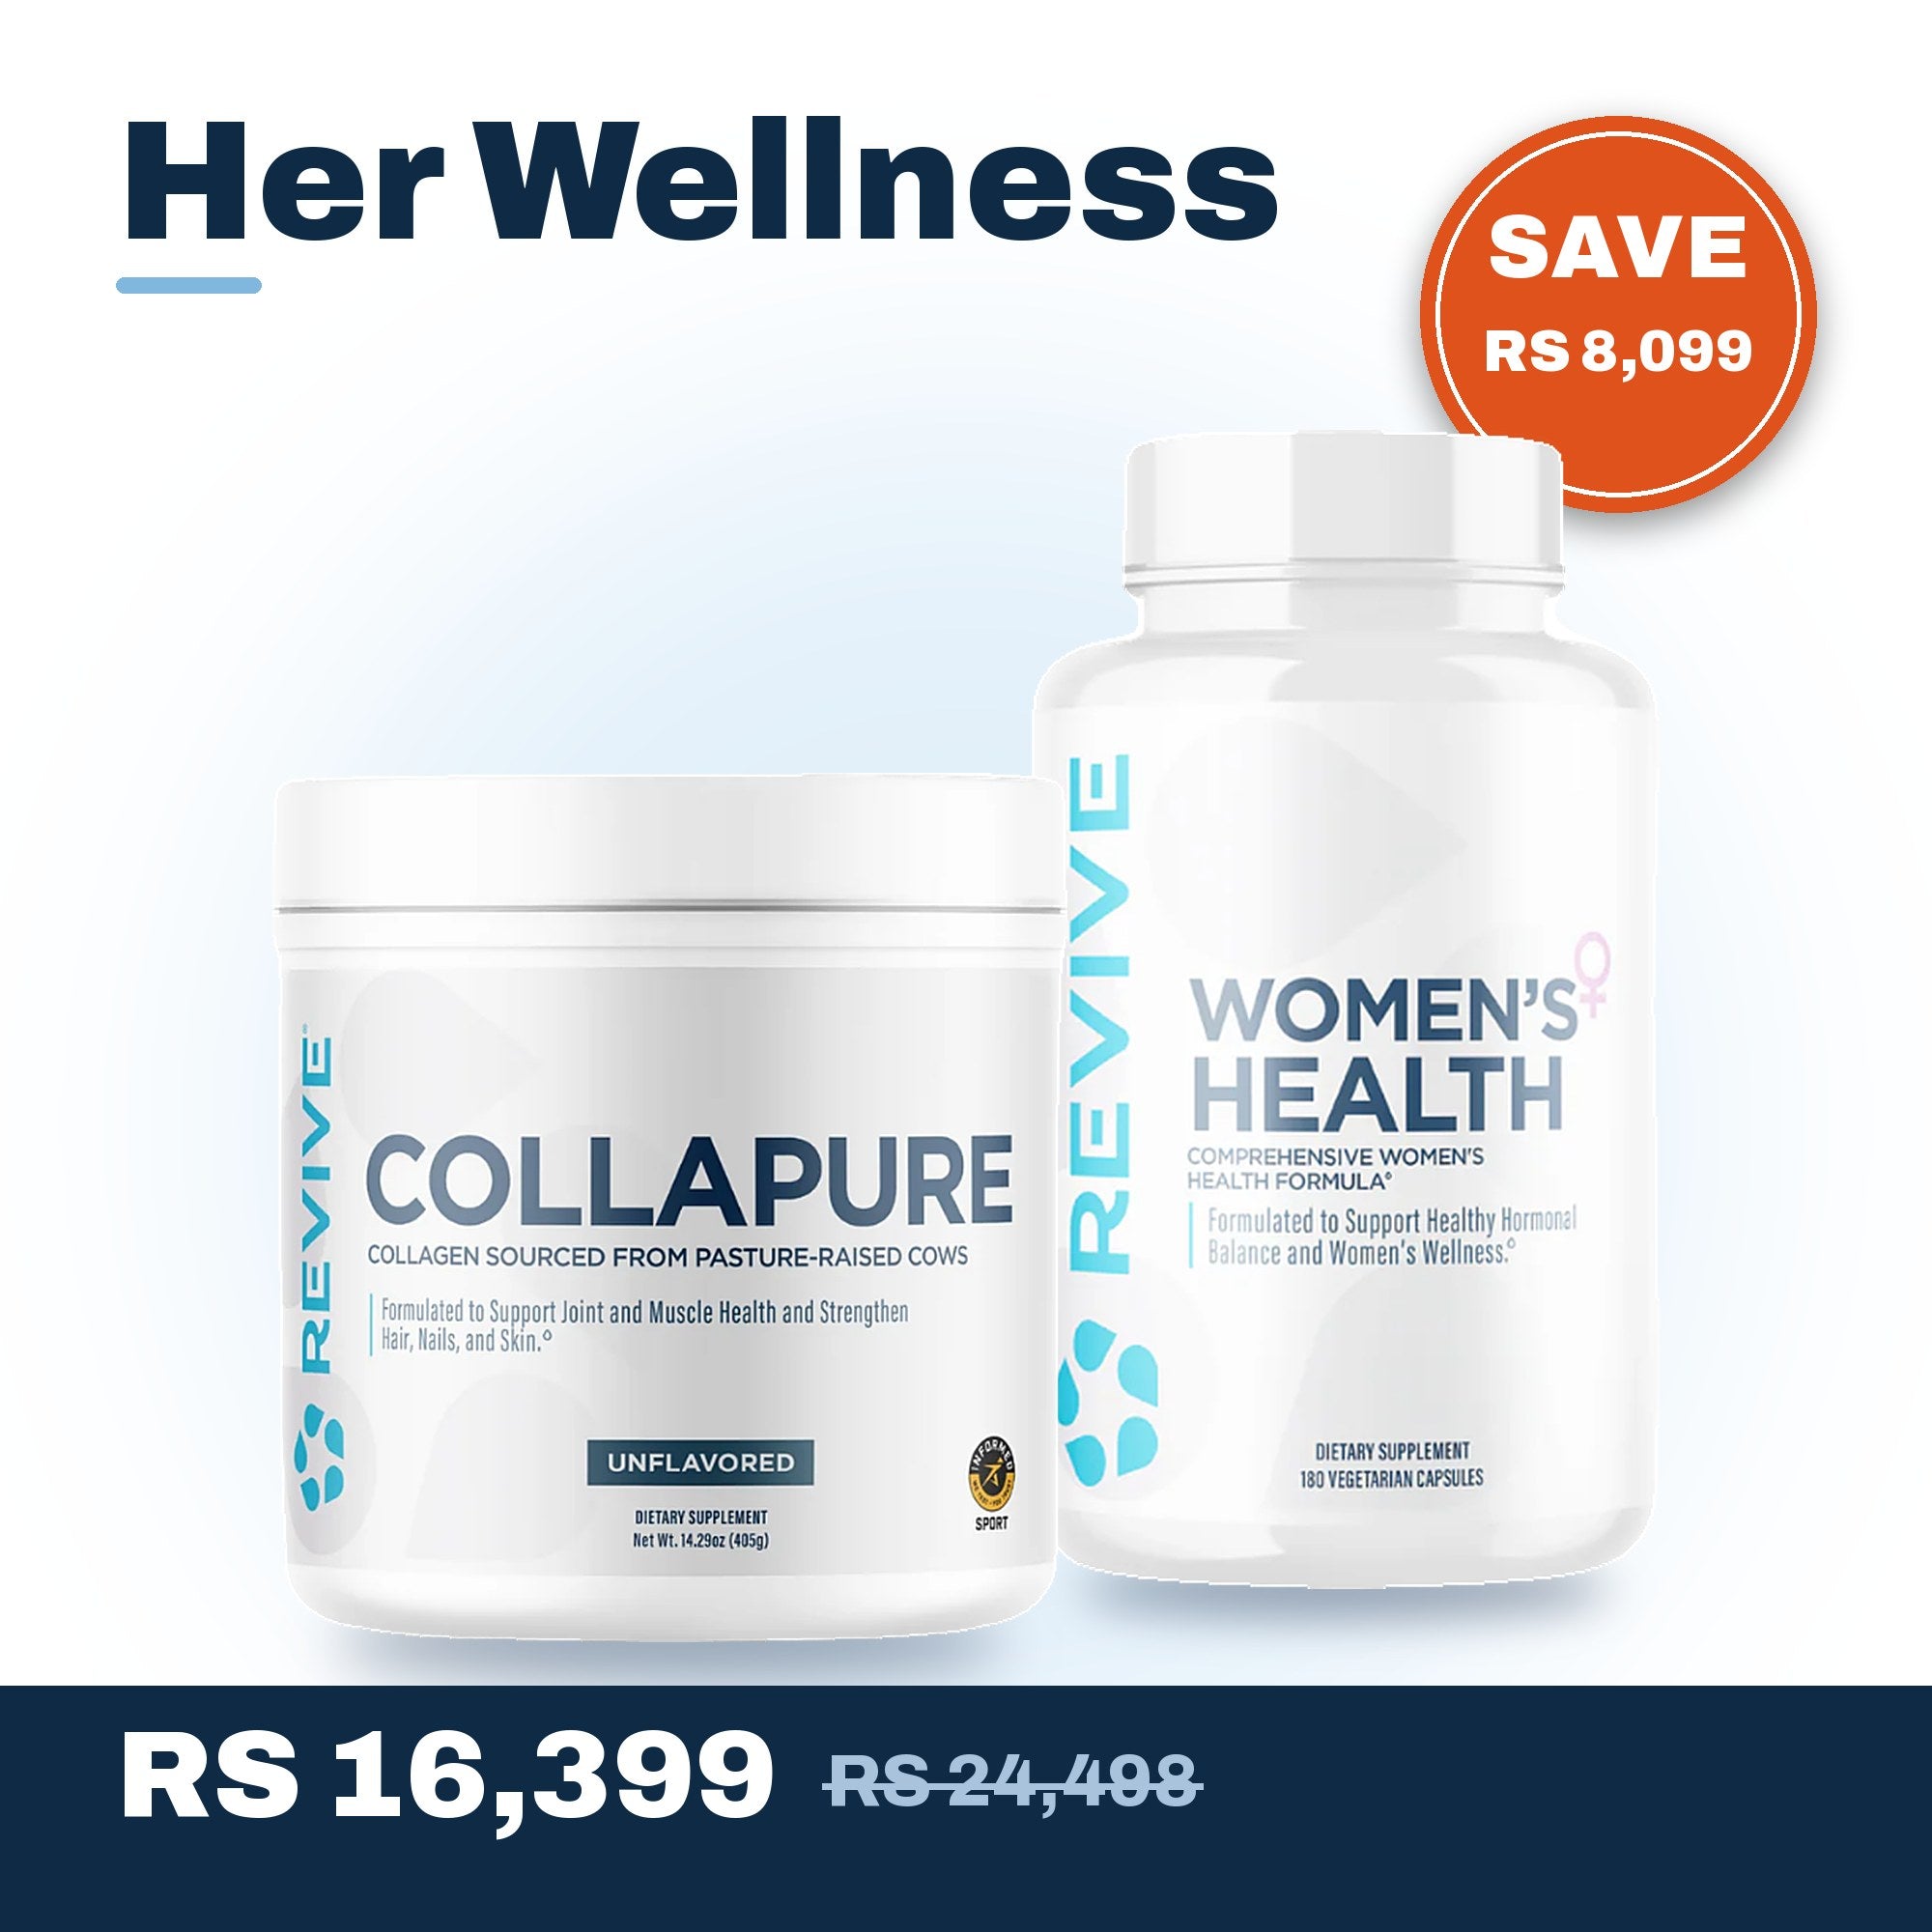 Her Wellness
SAVE
RS 8,099
REVIVE
COLLAPURE
COLLAGEN SOURCED FROM PASTURE-RAISED COWS
Formulated to Support Joint and Muscle Health and Strengthen
Hair, Nails, and Skin.◊
UNFLAVORED
DIETARY SUPPLEMENT
Net Wt. 14.29oz (405g)
INFORMED
SPORT
REVIVE
WOMEN'S
HEALTH
COMPREHENSIVE WOMEN'S
HEALTH FORMULA◊
Formulated to Support Healthy Hormonal
Balance and Women's Wellness.◊
DIETARY SUPPLEMENT
180 VEGETARIAN CAPSULES
RS 16,399 RS 24,498